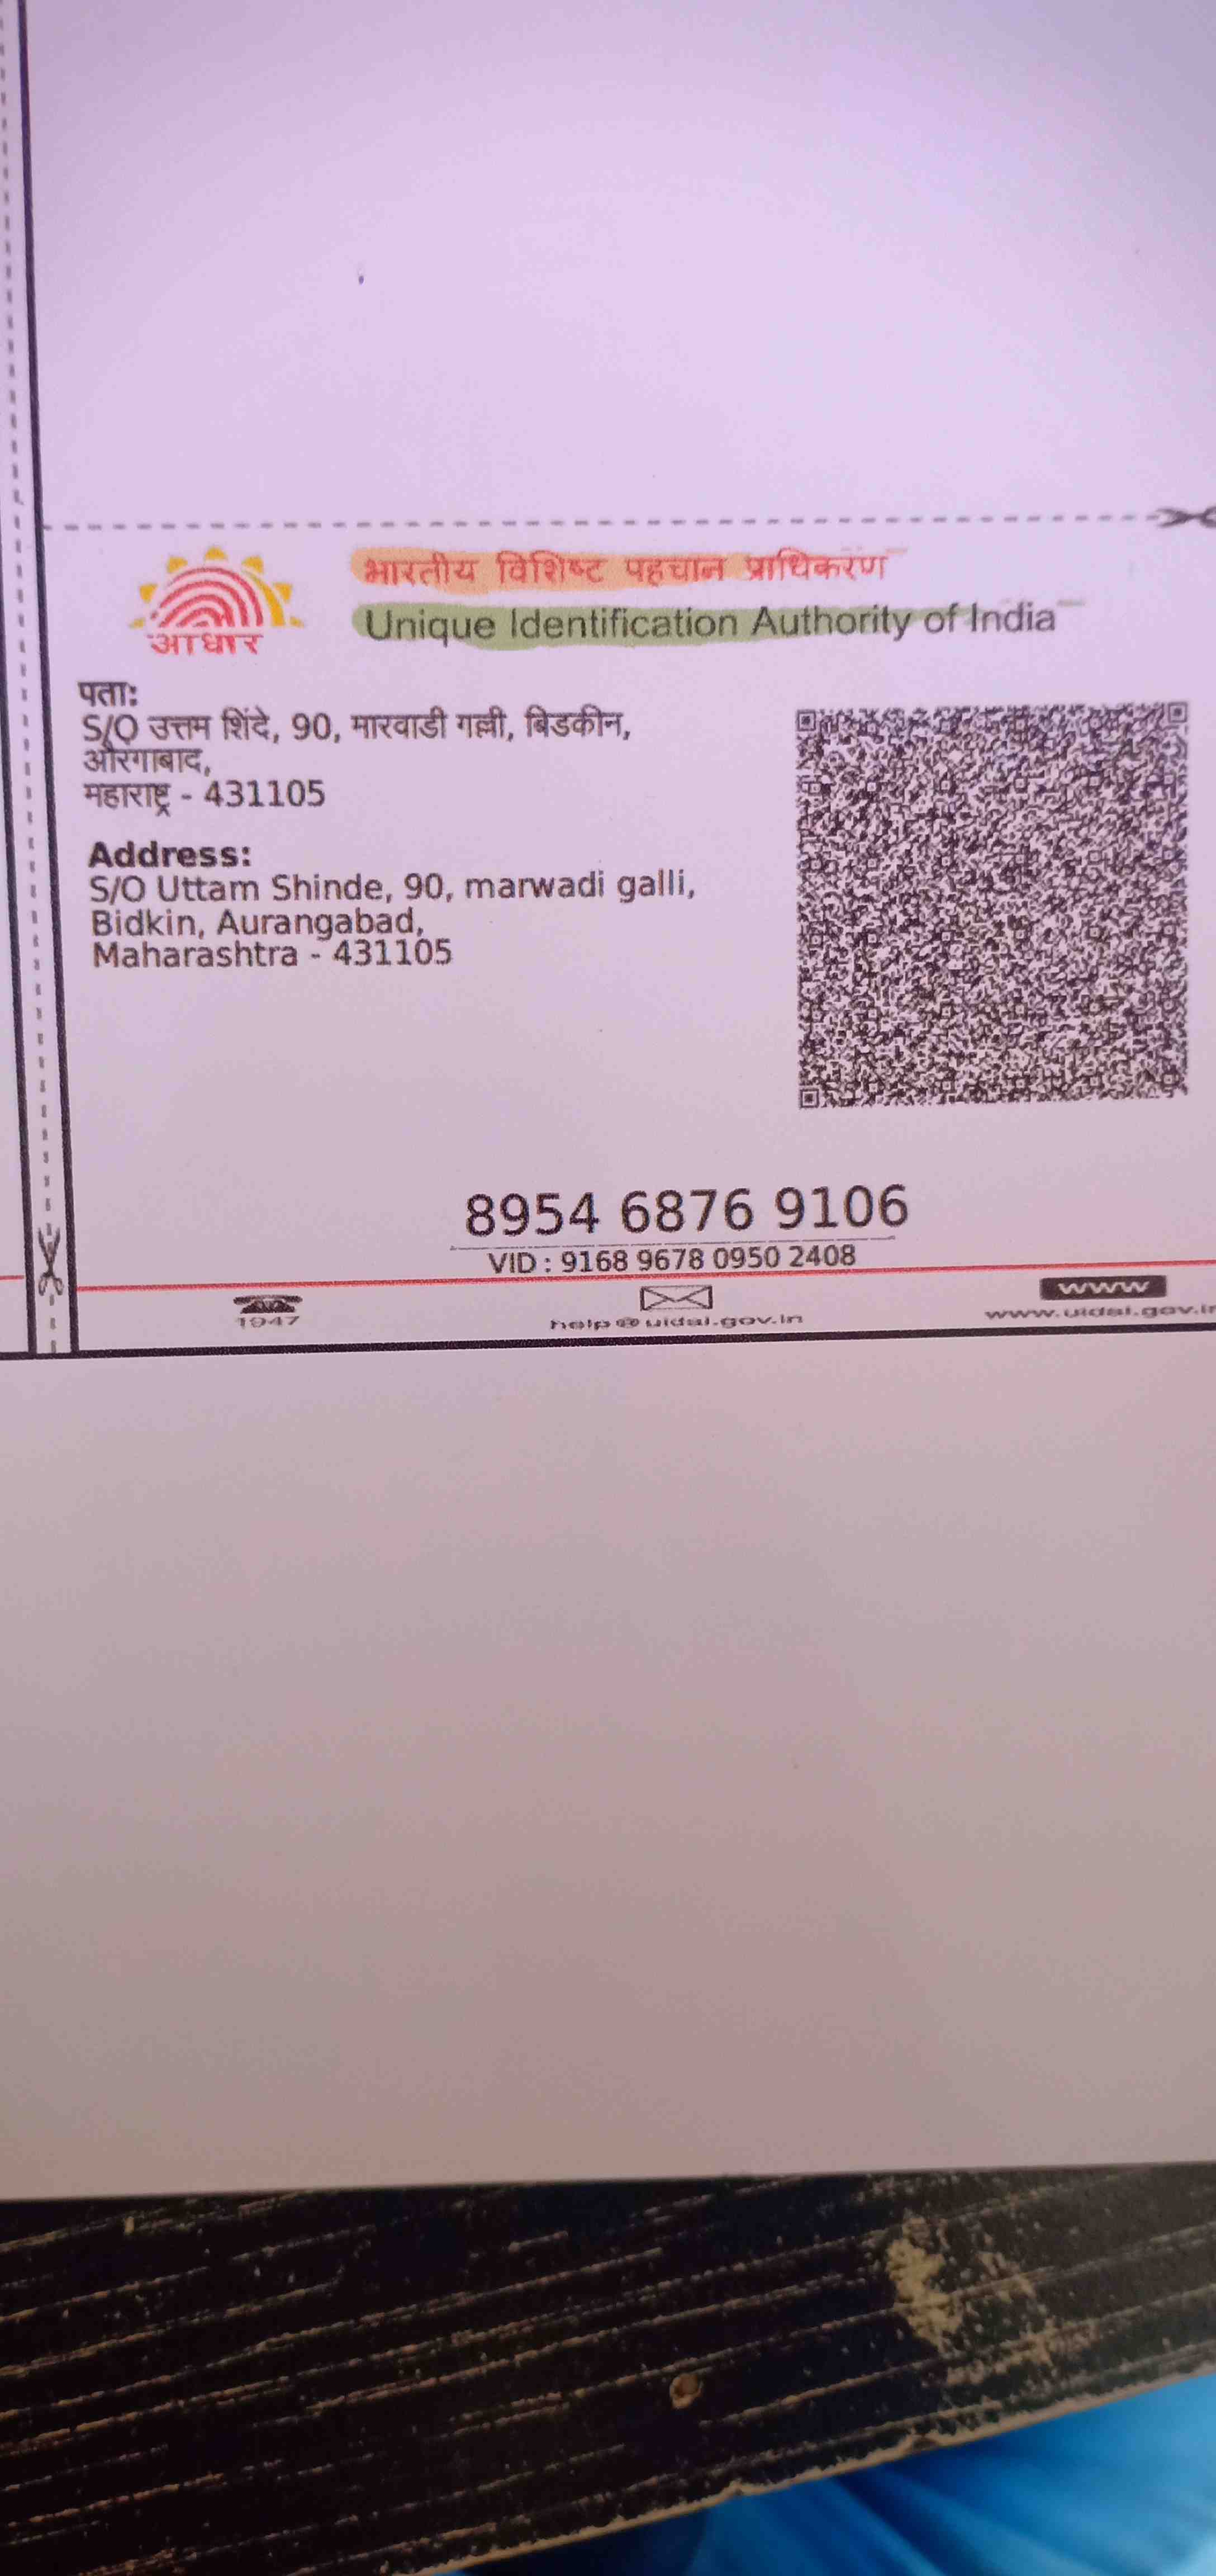 भारतीय विशिष्ट पहचान प्राधिकरण
Unique Identification Authority of India
आधार
पता:
S/O उत्तम शिंदे, 90, मारवाडी गल्ली, बिडकीन,
औरंगाबाद,
महाराष्ट्र - 431105
Address:
S/O Uttam Shinde, 90, marwadi galli,
Bidkin, Aurangabad,
Maharashtra - 431105
8954 6876 9106
VID : 9168 9678 0950 2408
1947
help@uidai.gov.in
www
www.uidai.gov.in